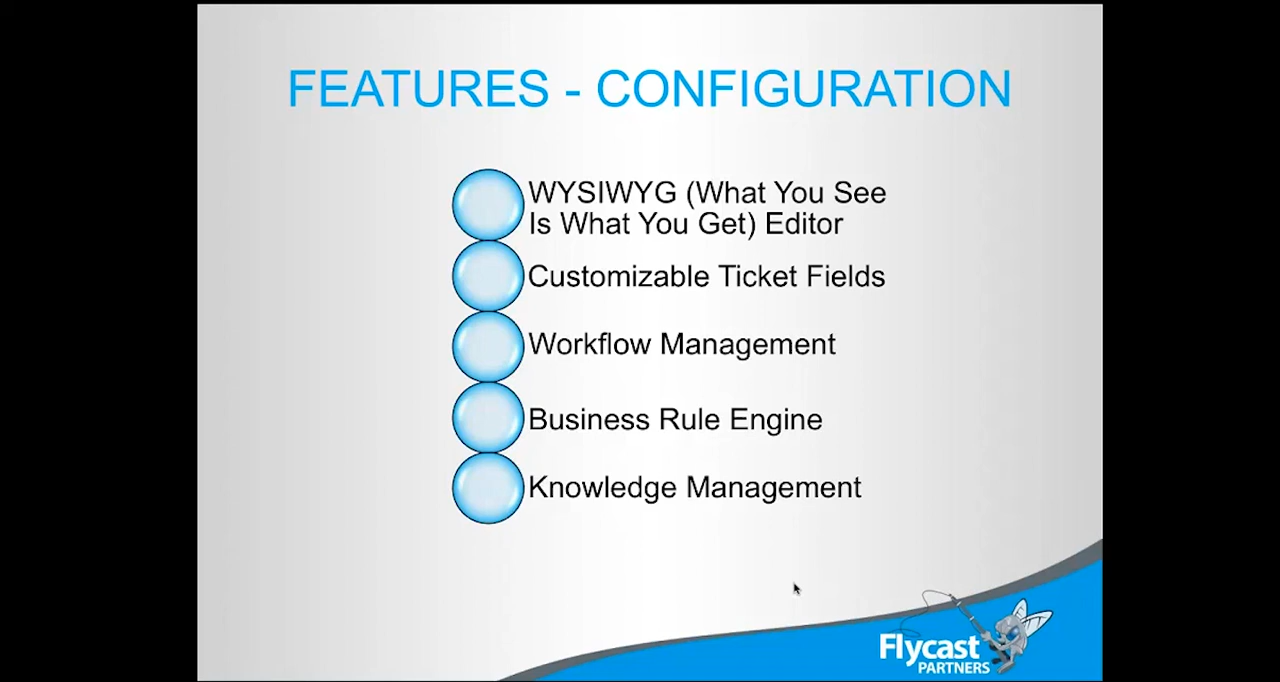 FEATURES - CONFIGURATION
WYSIWYG (What You See
Is What You Get) Editor
Customizable Ticket Fields
Workflow Management
Business Rule Engine
Knowledge Management
Flycast
PARTNERS